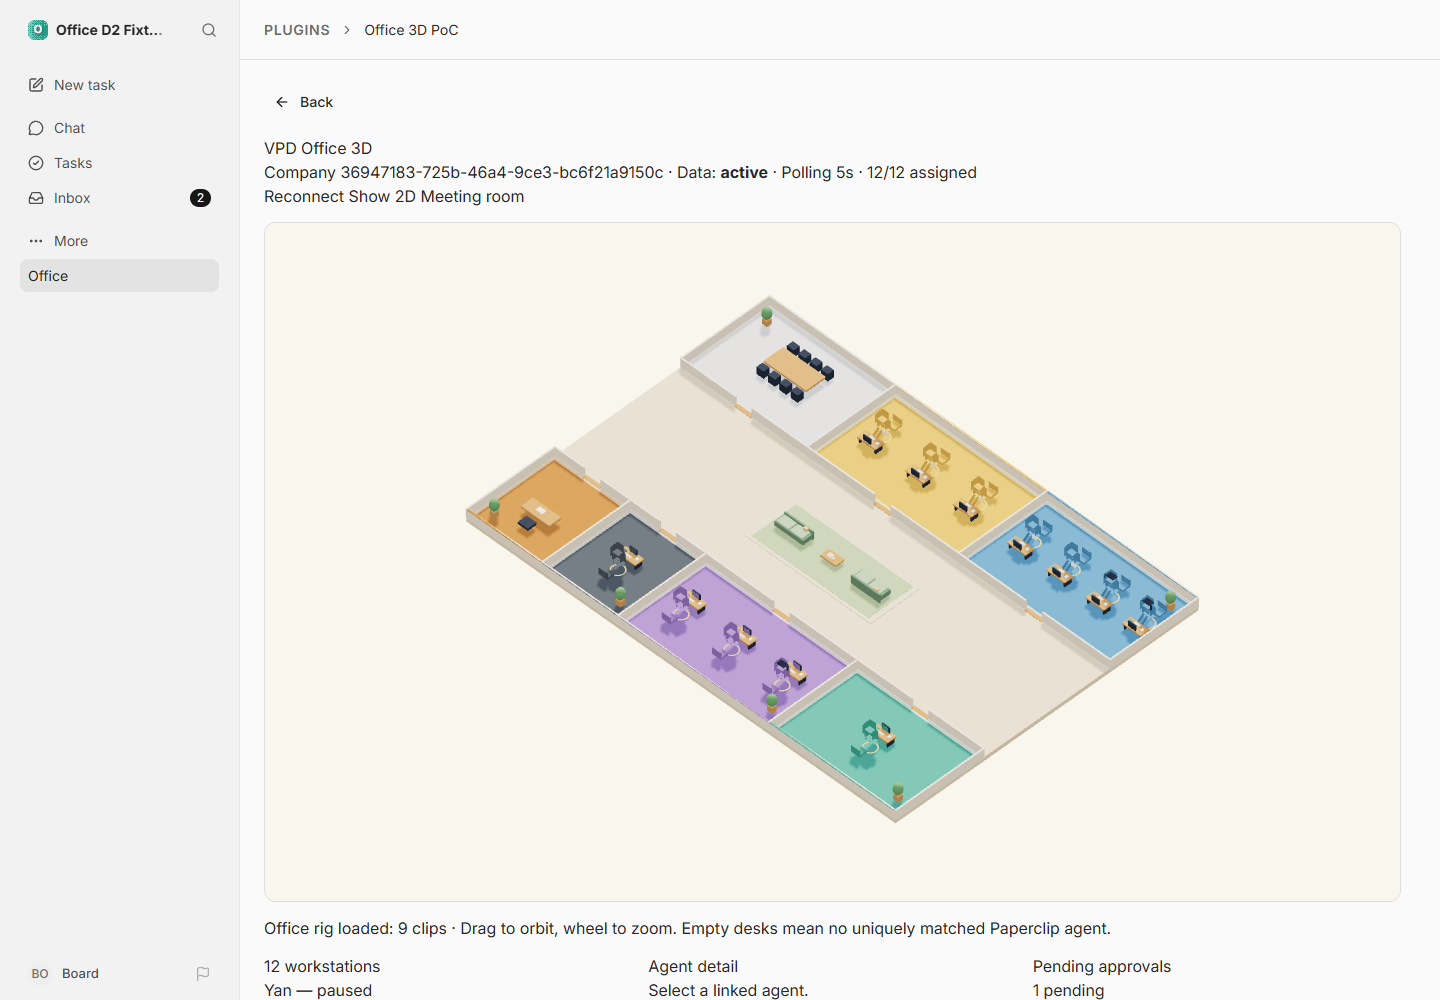 Office D2 Fixt...
New task
Chat
Tasks
Inbox 2
More
Office
BO Board
PLUGINS > Office 3D PoC
← Back
VPD Office 3D
Company 36947183-725b-46a4-9ce3-bc6f21a9150c · Data: active · Polling 5s · 12/12 assigned
Reconnect Show 2D Meeting room
Office rig loaded: 9 clips · Drag to orbit, wheel to zoom. Empty desks mean no uniquely matched Paperclip agent.
12 workstations
Yan — paused
Agent detail
Select a linked agent.
Pending approvals
1 pending